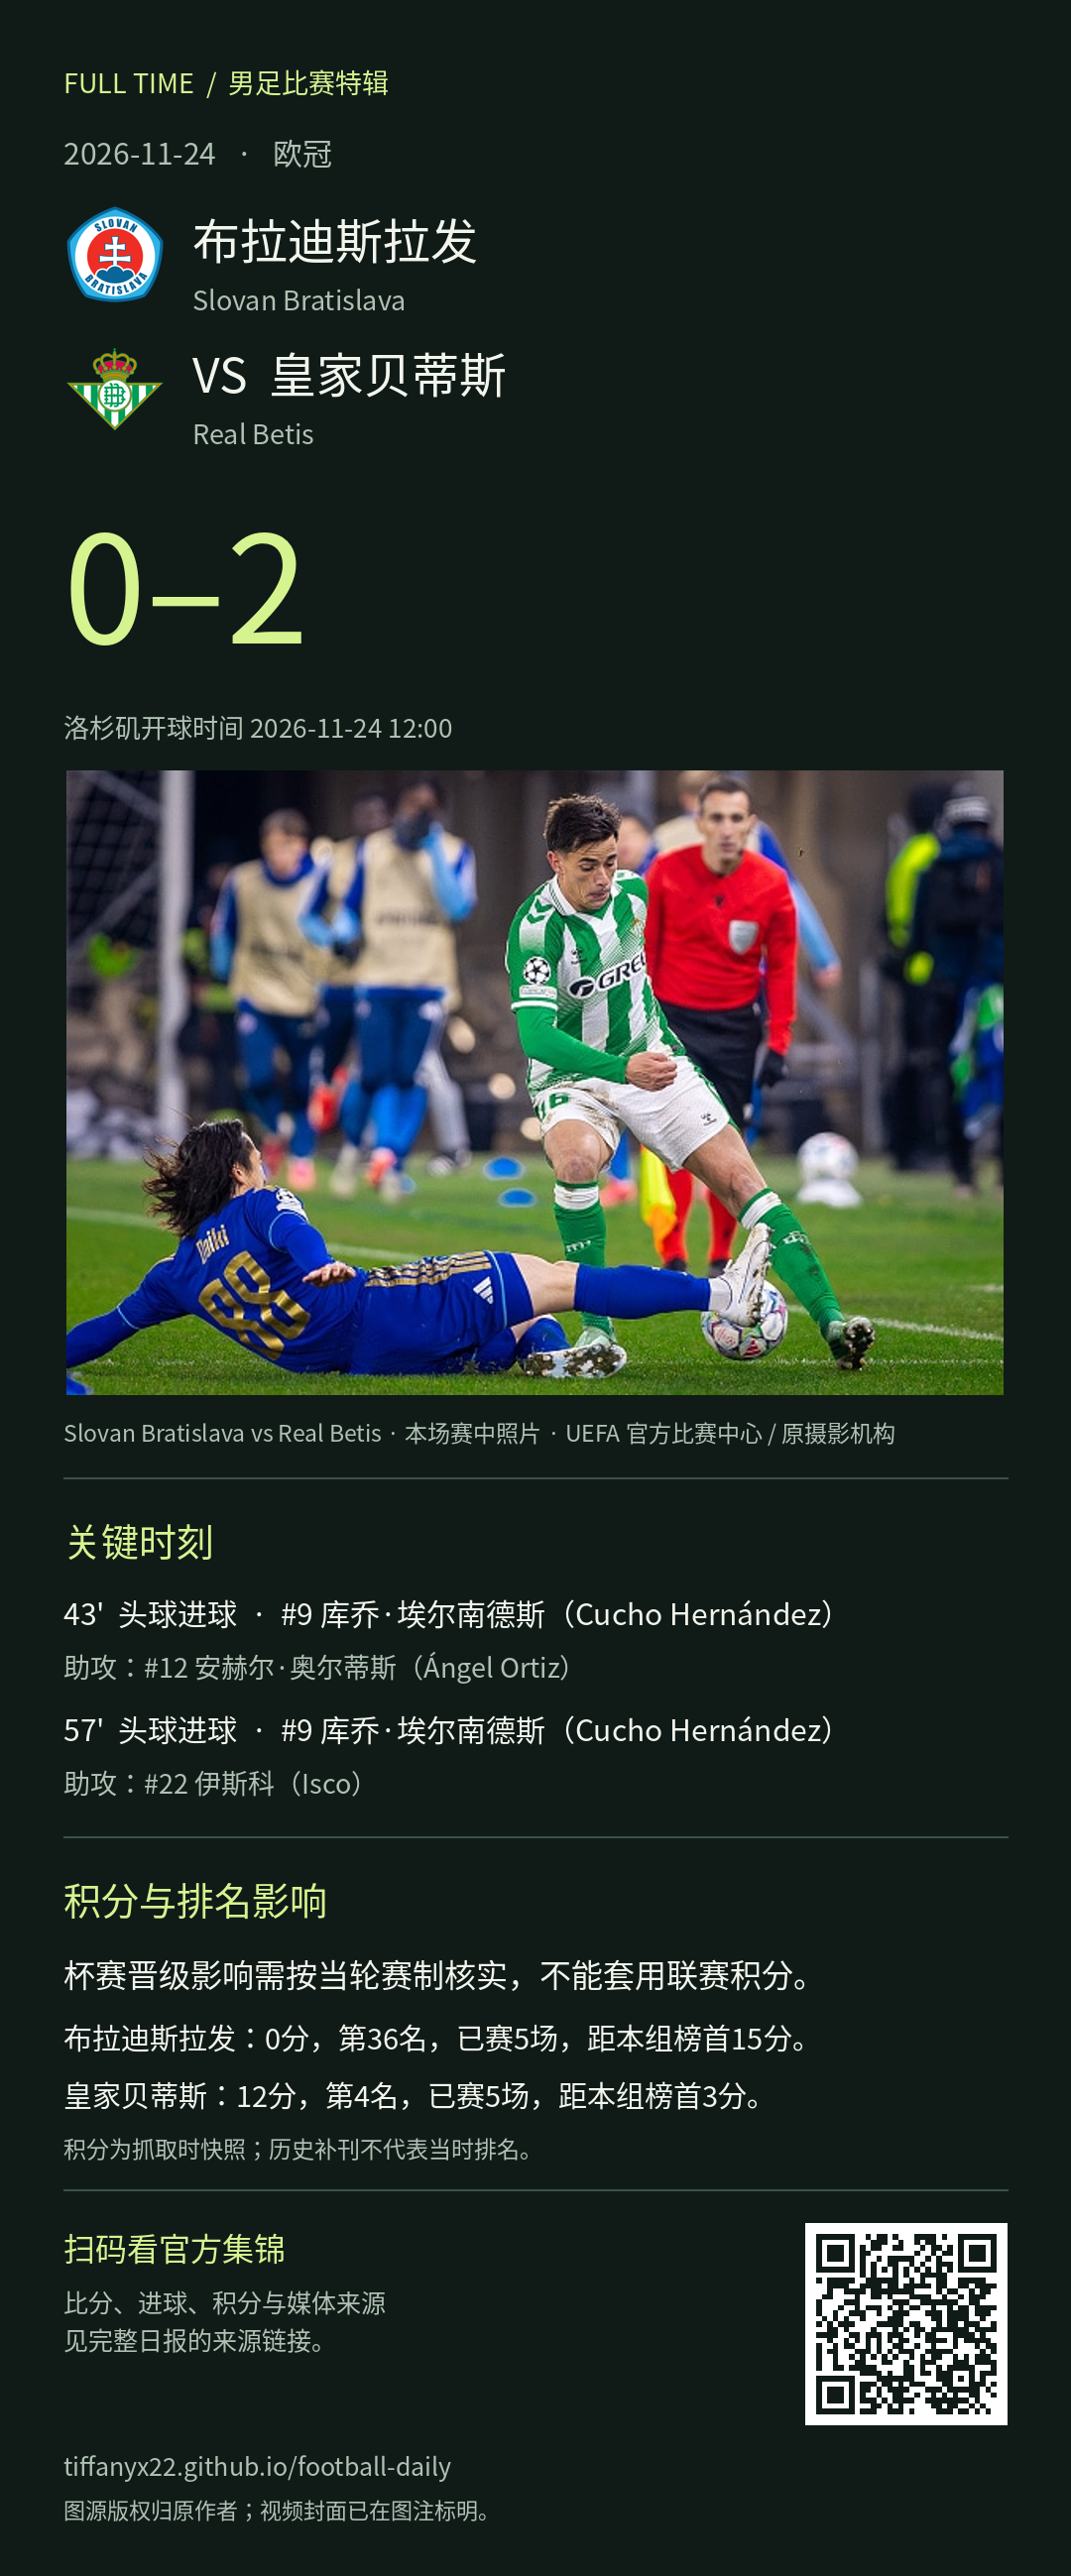 FULL TIME / 男足比赛特辑
2026-11-24 · 欧冠
SLOVAN
BRATISLAVA
布拉迪斯拉发
Slovan Bratislava
VS 皇家贝蒂斯
Real Betis
0–2
洛杉矶开球时间 2026-11-24 12:00
GREE
16
Daiki
88
Slovan Bratislava vs Real Betis · 本场赛中照片 · UEFA 官方比赛中心 / 原摄影机构
关键时刻
43' 头球进球 · #9 库乔·埃尔南德斯（Cucho Hernández）
助攻：#12 安赫尔·奥尔蒂斯（Ángel Ortiz）
57' 头球进球 · #9 库乔·埃尔南德斯（Cucho Hernández）
助攻：#22 伊斯科（Isco）
积分与排名影响
杯赛晋级影响需按当轮赛制核实，不能套用联赛积分。
布拉迪斯拉发：0分，第36名，已赛5场，距本组榜首15分。
皇家贝蒂斯：12分，第4名，已赛5场，距本组榜首3分。
积分为抓取时快照；历史补刊不代表当时排名。
扫码看官方集锦
比分、进球、积分与媒体来源
见完整日报的来源链接。
tiffanyx22.github.io/football-daily
图源版权归原作者；视频封面已在图注标明。